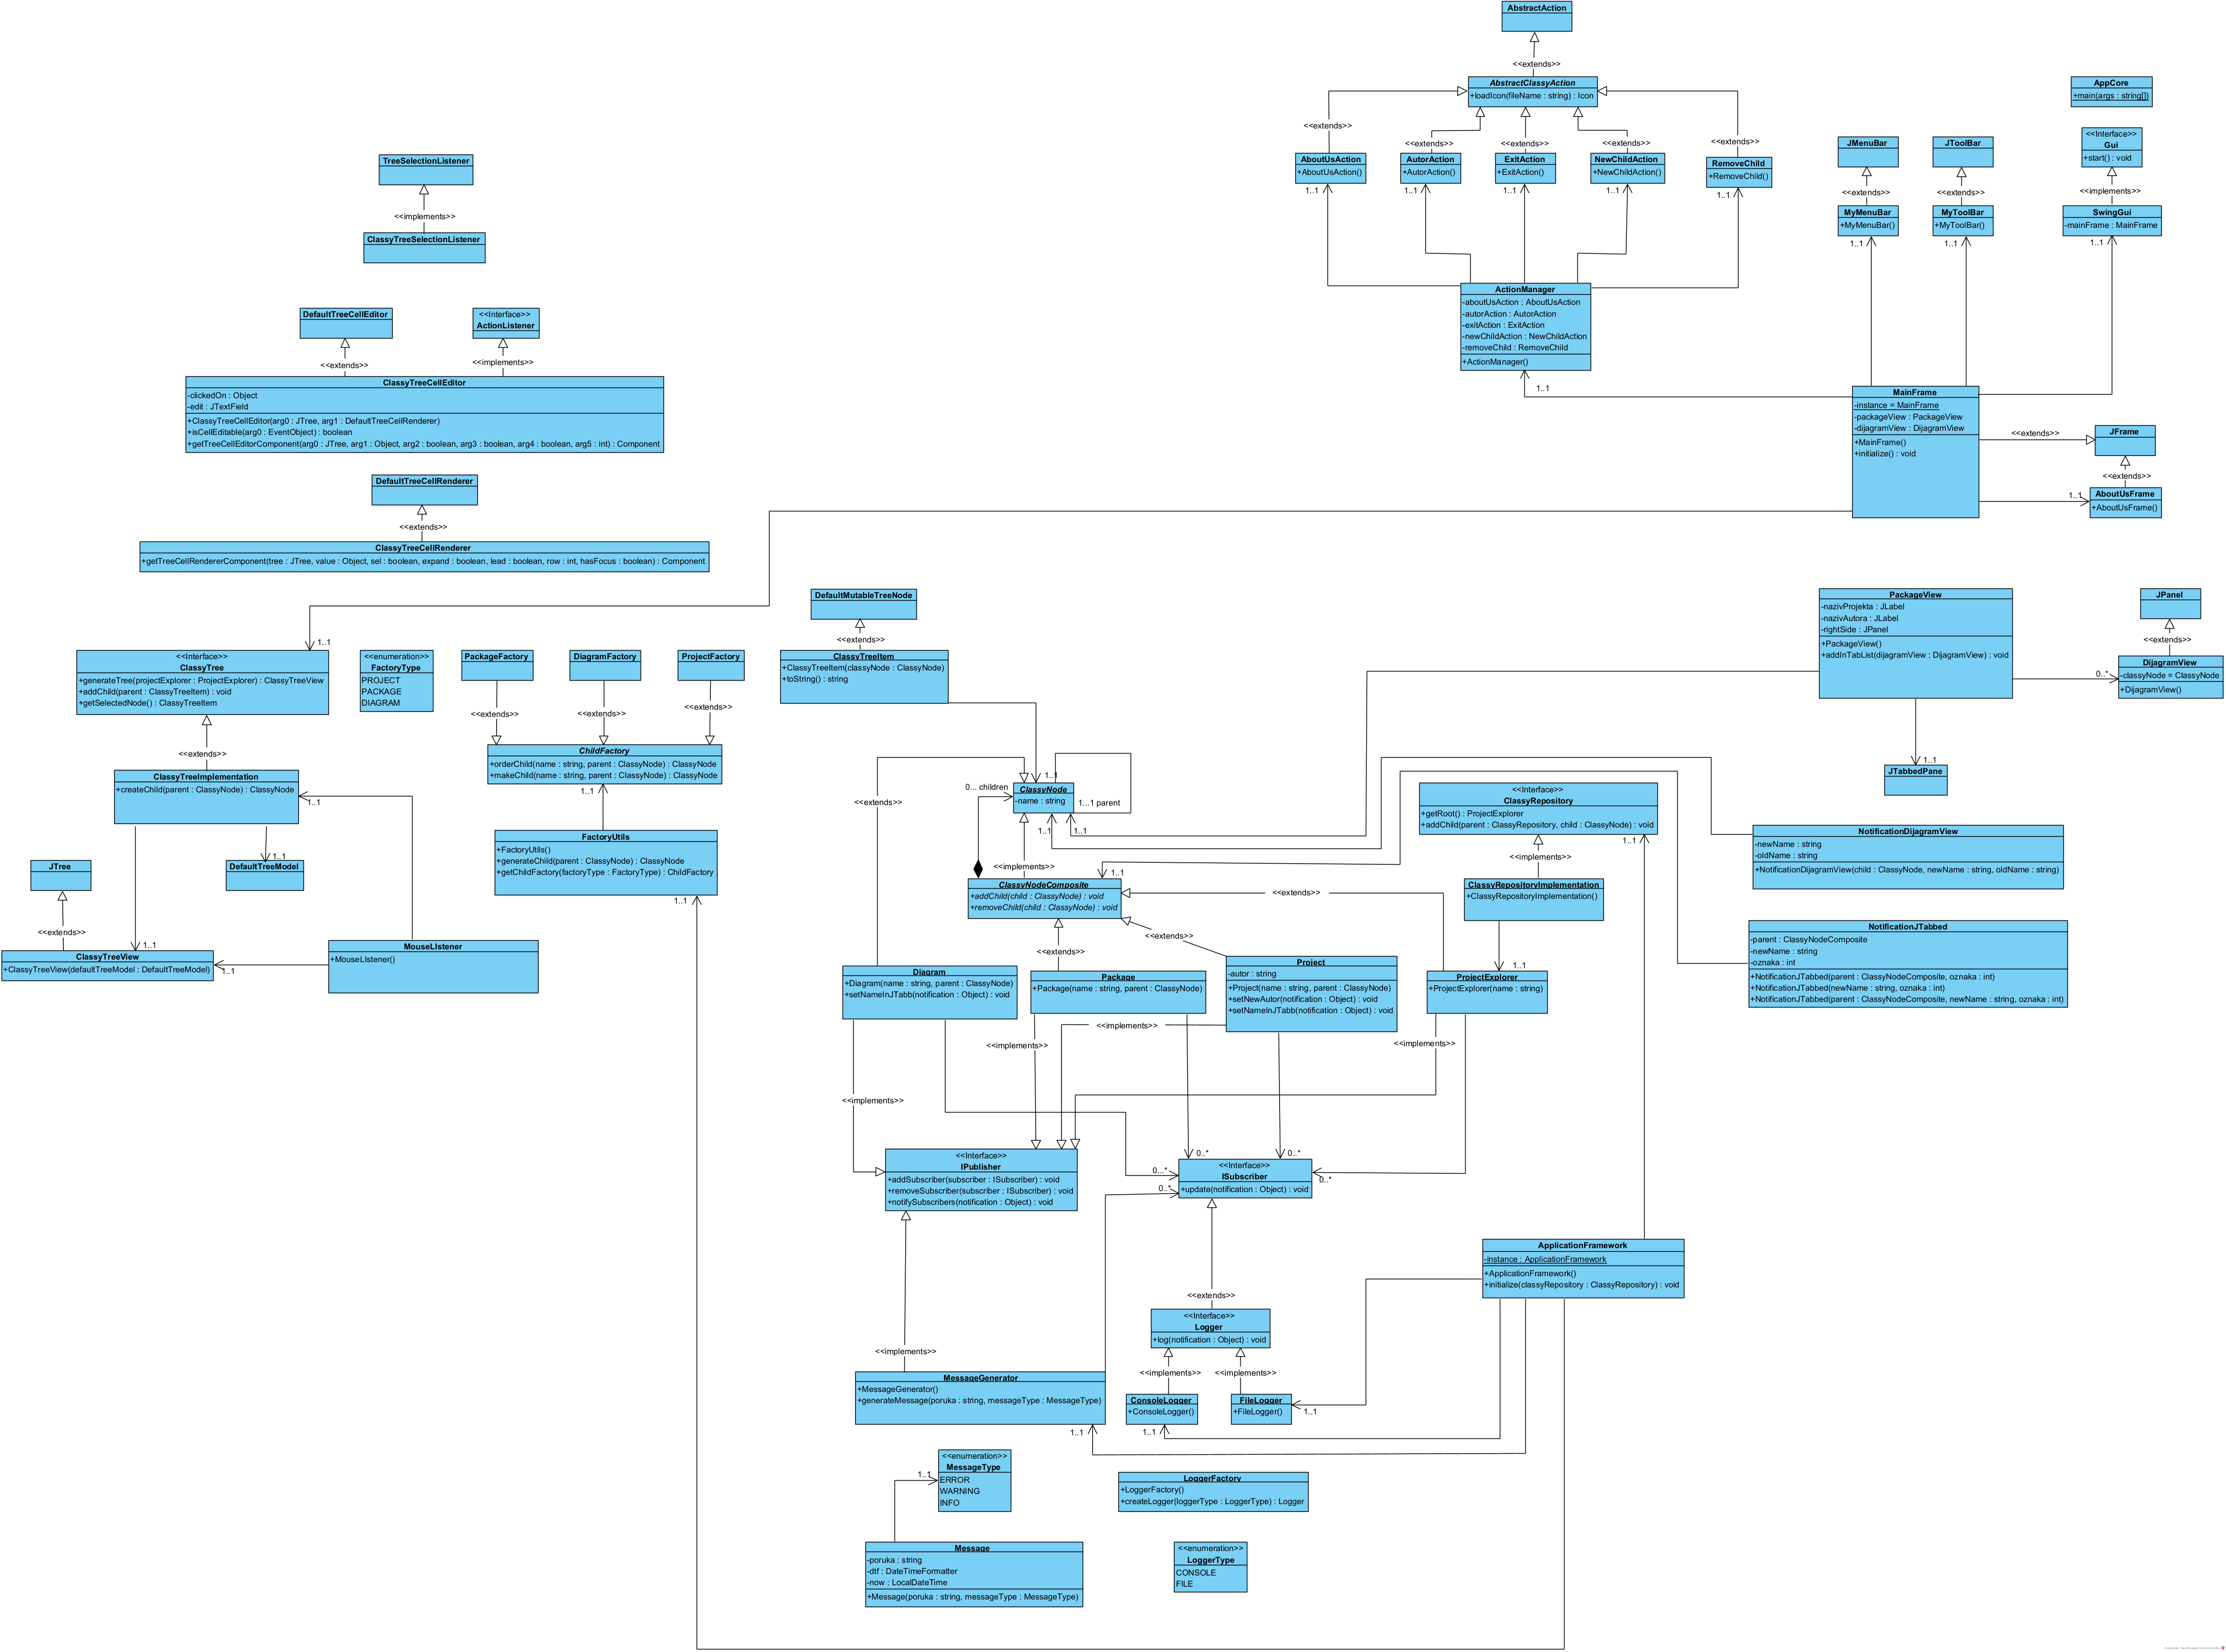 AbstractAction
<<extends>>
AbstractClassyAction
+loadIcon(fileName : string) : Icon
<<extends>>
<<extends>>
<<extends>>
<<extends>>
<<extends>>
AboutUsAction
+AboutUsAction()
AutorAction
+AutorAction()
ExitAction
+ExitAction()
NewChildAction
+NewChildAction()
RemoveChild
+RemoveChild()
1..1
1..1
1..1
1..1
1..1
ActionManager
-aboutUsAction : AboutUsAction
-autorAction : AutorAction
-exitAction : ExitAction
-newChildAction : NewChildAction
-removeChild : RemoveChild
+ActionManager()
1..1
AppCore
+main(args : string[])
<<Interface>>
Gui
+start() : void
<<implements>>
SwingGui
-mainFrame : MainFrame
1..1
JMenuBar
<<extends>>
MyMenuBar
+MyMenuBar()
1..1
JToolBar
<<extends>>
MyToolBar
+MyToolBar()
1..1
MainFrame
-instance = MainFrame
-packageView : PackageView
-dijagramView : DijagramView
+MainFrame()
+initialize() : void
<<extends>>
JFrame
<<extends>>
1..1
AboutUsFrame
+AboutUsFrame()
TreeSelectionListener
<<implements>>
ClassyTreeSelectionListener
DefaultTreeCellEditor
<<extends>>
<<Interface>>
ActionListener
<<implements>>
ClassyTreeCellEditor
-clickedOn : Object
-edit : JTextField
+ClassyTreeCellEditor(arg0 : JTree, arg1 : DefaultTreeCellRenderer)
+isCellEditable(arg0 : EventObject) : boolean
+getTreeCellEditorComponent(arg0 : JTree, arg1 : Object, arg2 : boolean, arg3 : boolean, arg4 : boolean, arg5 : int) : Component
DefaultTreeCellRenderer
<<extends>>
ClassyTreeCellRenderer
+getTreeCellRendererComponent(tree : JTree, value : Object, sel : boolean, expand : boolean, lead : boolean, row : int, hasFocus : boolean) : Component
1..1
<<Interface>>
ClassyTree
+generateTree(projectExplorer : ProjectExplorer) : ClassyTreeView
+addChild(parent : ClassyTreeItem) : void
+getSelectedNode() : ClassyTreeItem
<<extends>>
ClassyTreeImplementation
+createChild(parent : ClassyNode) : ClassyNode
1..1
1..1
DefaultTreeModel
JTree
<<extends>>
1..1
ClassyTreeView
+ClassyTreeView(defaultTreeModel : DefaultTreeModel)
1..1
MouseLIstener
+MouseLIstener()
<<enumeration>>
FactoryType
PROJECT
PACKAGE
DIAGRAM
PackageFactory
<<extends>>
DiagramFactory
<<extends>>
ProjectFactory
<<extends>>
ChildFactory
+orderChild(name : string, parent : ClassyNode) : ClassyNode
+makeChild(name : string, parent : ClassyNode) : ClassyNode
1..1
FactoryUtils
+FactoryUtils()
+generateChild(parent : ClassyNode) : ClassyNode
+getChildFactory(factoryType : FactoryType) : ChildFactory
1..1
DefaultMutableTreeNode
<<extends>>
ClassyTreeItem
+ClassyTreeItem(classyNode : ClassyNode)
+toString() : string
1..1
<<extends>>
0... children
ClassyNode
-name : string
1...1 parent
1..1
1..1
<<implements>>
1..1
ClassyNodeComposite
+addChild(child : ClassyNode) : void
+removeChild(child : ClassyNode) : void
<<extends>>
<<extends>>
<<extends>>
Diagram
+Diagram(name : string, parent : ClassyNode)
+setNameInJTabb(notification : Object) : void
Package
+Package(name : string, parent : ClassyNode)
Project
-autor : string
+Project(name : string, parent : ClassyNode)
+setNewAutor(notification : Object) : void
+setNameInJTabb(notification : Object) : void
<<Interface>>
ClassyRepository
+getRoot() : ProjectExplorer
+addChild(parent : ClassyRepository, child : ClassyNode) : void
1..1
<<implements>>
ClassyRepositoryImplementation
+ClassyRepositoryImplementation()
1..1
ProjectExplorer
+ProjectExplorer(name : string)
PackageView
-nazivProjekta : JLabel
-nazivAutora : JLabel
-rightSide : JPanel
+PackageView()
+addInTabList(dijagramView : DijagramView) : void
1..1
JTabbedPane
JPanel
<<extends>>
0..*
DijagramView
-classyNode = ClassyNode
+DijagramView()
NotificationDijagramView
-newName : string
-oldName : string
+NotificationDijagramView(child : ClassyNode, newName : string, oldName : string)
NotificationJTabbed
-parent : ClassyNodeComposite
-newName : string
-oznaka : int
+NotificationJTabbed(parent : ClassyNodeComposite, oznaka : int)
+NotificationJTabbed(newName : string, oznaka : int)
+NotificationJTabbed(parent : ClassyNodeComposite, newName : string, oznaka : int)
<<implements>>
<<implements>>
<<implements>>
<<implements>>
<<Interface>>
IPublisher
+addSubscriber(subscriber : ISubscriber) : void
+removeSubscriber(subscriber : ISubscriber) : void
+notifySubscribers(notification : Object) : void
0..*
0..*
0...*
0..*
0..*
<<Interface>>
ISubscriber
+update(notification : Object) : void
<<extends>>
<<Interface>>
Logger
+log(notification : Object) : void
<<implements>>
<<implements>>
ConsoleLogger
+ConsoleLogger()
1..1
FileLogger
+FileLogger()
1..1
ApplicationFramework
-instance : ApplicationFramework
+ApplicationFramework()
+initialize(classyRepository : ClassyRepository) : void
<<implements>>
MessageGenerator
+MessageGenerator()
+generateMessage(poruka : string, messageType : MessageType)
1..1
<<enumeration>>
MessageType
ERROR
WARNING
INFO
1..1
Message
-poruka : string
-dtf : DateTimeFormatter
-now : LocalDateTime
+Message(poruka : string, messageType : MessageType)
LoggerFactory
+LoggerFactory()
+createLogger(loggerType : LoggerType) : Logger
<<enumeration>>
LoggerType
CONSOLE
FILE